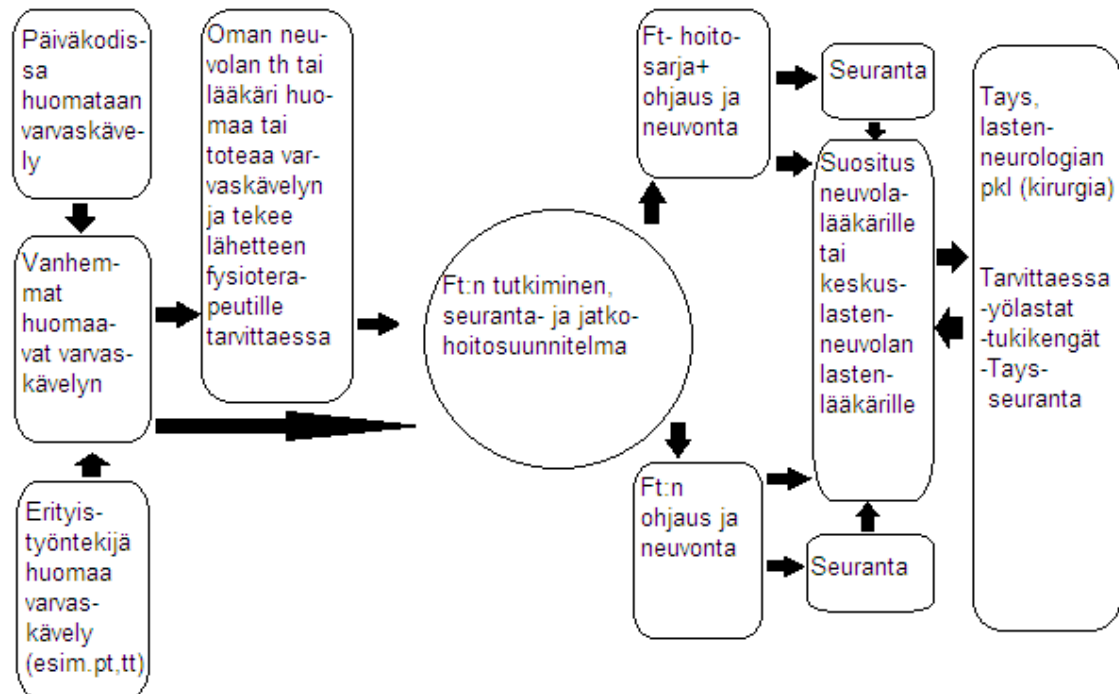 Päiväkodis-
sa
huomataan
varvaskäve-
ly
Vanhem-
mat
huomaa-
vat varvas-
kävelyn
Erityis-
työntekijä
huomaa
varvas-
kävely
(esim.pt,tt)
Oman neu-
volan th tai
lääkäri huo-
maa tai
toteaa var-
vaskävelyn
ja tekee
lähetteen
fysiotera-
peutille
tarvittaessa
Ft:n tutkiminen,
seuranta- ja jatko-
hoitosuunnitelma
Ft- hoito-
sarja+
ohjaus ja
neuvonta
Seuranta
Ft:n
ohjaus ja
neuvonta
Seuranta
Suositus
neuvola-
lääkärille
tai
keskus-
lasten-
neuvolan
lasten-
lääkärille
Tays,
lasten-
neurologian
pkl (kirurgia)
Tarvittaessa
-yölastat
-tukikengät
-Tays-
seuranta